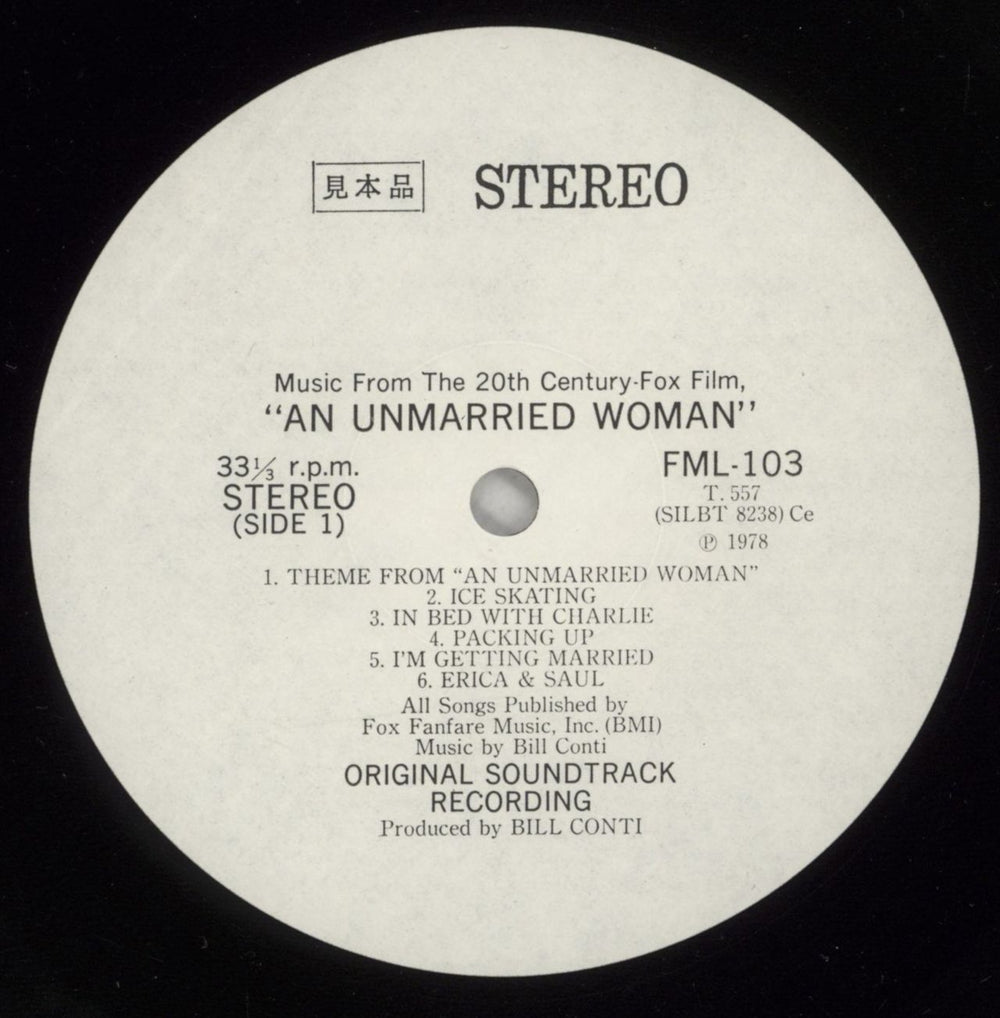 見本品 STEREO
Music From The 20th Century-Fox Film,
"AN UNMARRIED WOMAN"
33⅓ r.p.m.
STEREO
(SIDE 1)
FML-103
T. 557
(SILBT 8238) Ce
Ⓟ 1978
1. THEME FROM "AN UNMARRIED WOMAN"
2. ICE SKATING
3. IN BED WITH CHARLIE
4. PACKING UP
5. I'M GETTING MARRIED
6. ERICA & SAUL
All Songs Published by
Fox Fanfare Music, Inc. (BMI)
Music by Bill Conti
ORIGINAL SOUNDTRACK
RECORDING
Produced by BILL CONTI